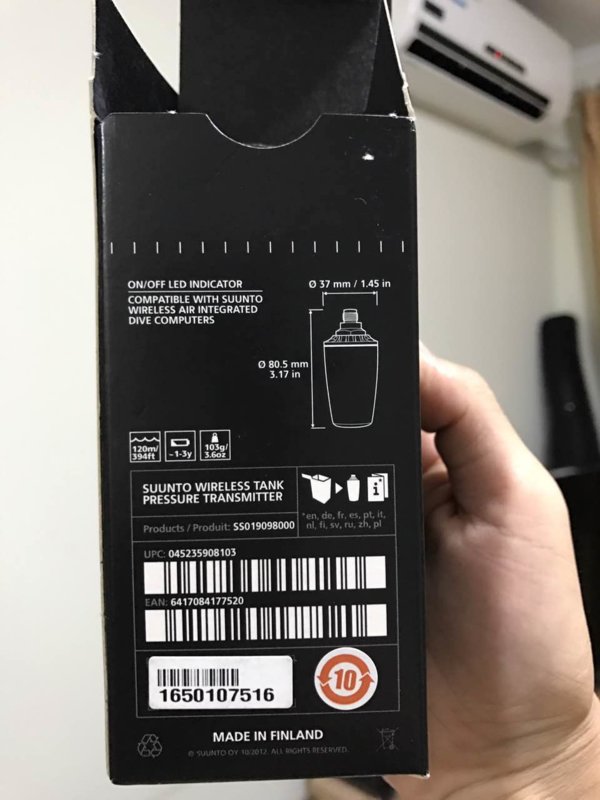 ON/OFF LED INDICATOR
COMPATIBLE WITH SUUNTO
WIRELESS AIR INTEGRATED
DIVE COMPUTERS
Ø 37 mm / 1.45 in
Ø 80.5 mm
3.17 in
120m/
394ft
~1-3y
103g/
3.6oz
SUUNTO WIRELESS TANK
PRESSURE TRANSMITTER
Products / Produit: SS019098000
i
*en, de, fr, es, pt, it,
nl, fi, sv, ru, zh, pl
UPC: 045235908103
EAN: 6417084177520
1650107516
10
MADE IN FINLAND
© SUUNTO OY 10/2012. ALL RIGHTS RESERVED.